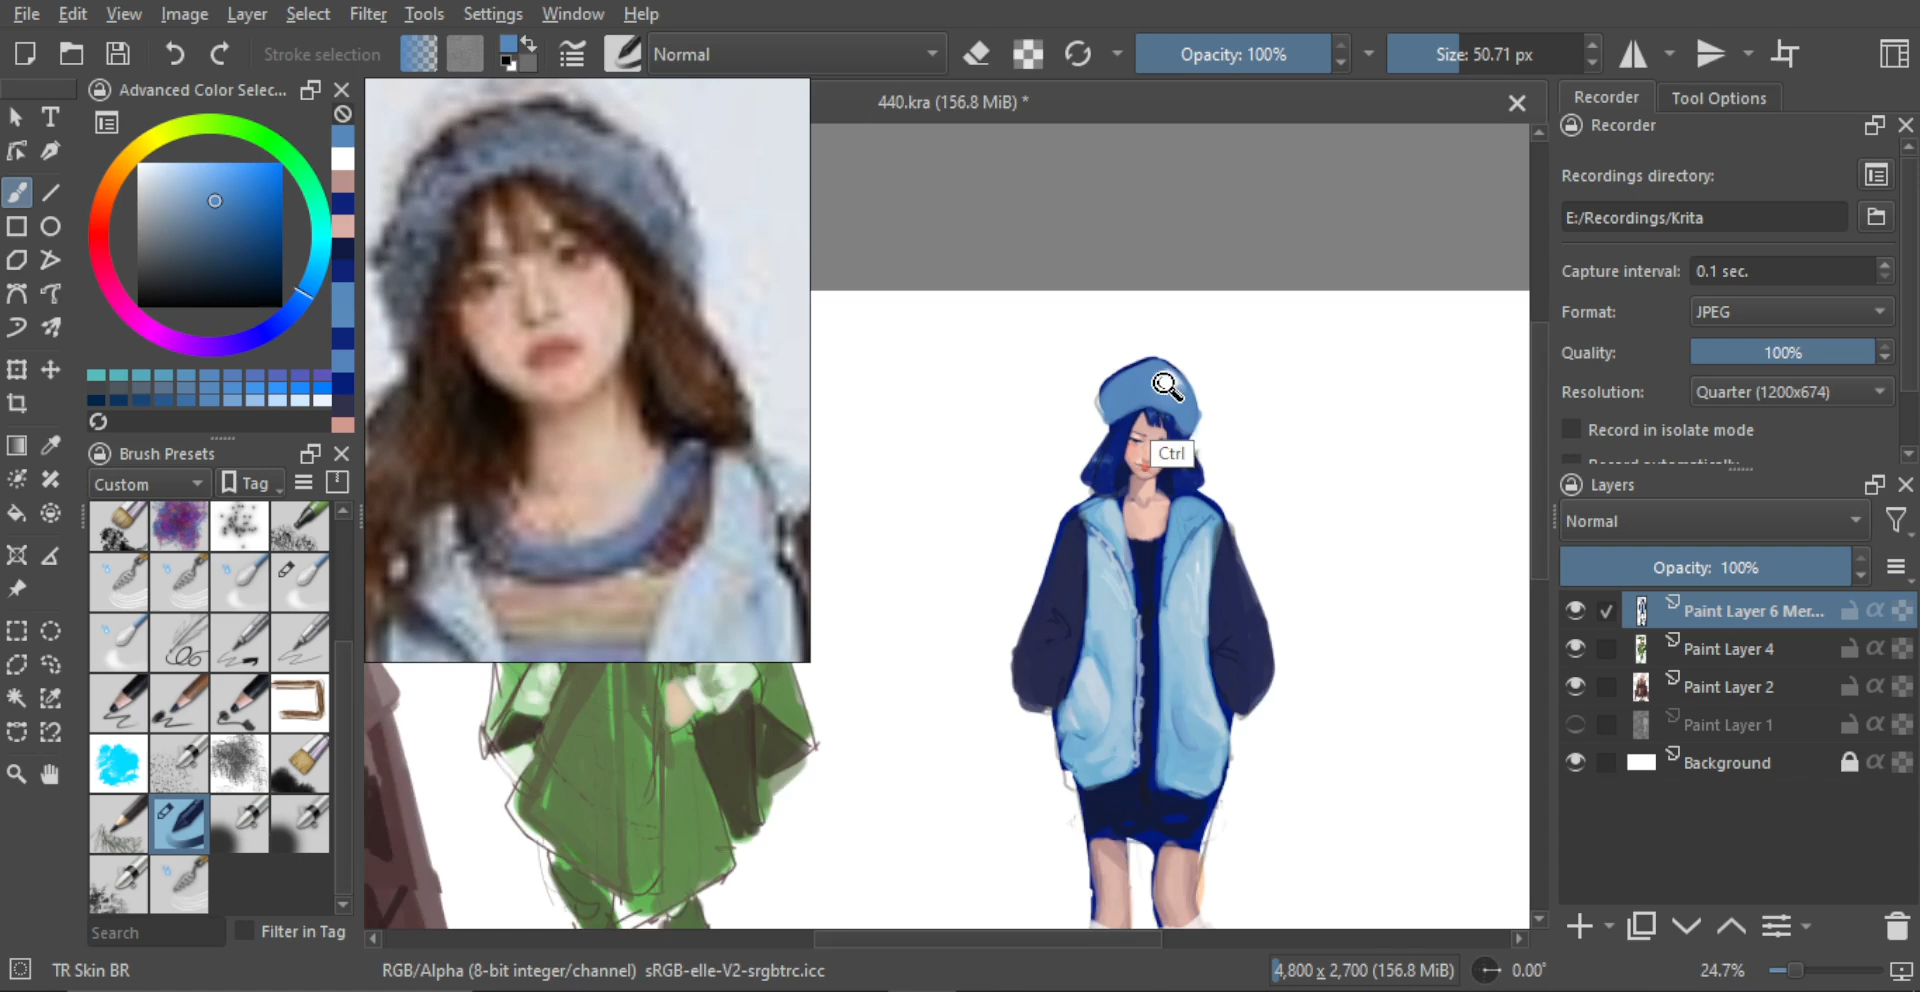 File Edit View Image Layer Select Filter Tools Settings Window Help
Stroke selection Normal Opacity: 100% Size: 50.71 px
Advanced Color Selec...
440.kra (156.8 MiB) *
Recorder Tool Options
Recorder
Recordings directory:
E:/Recordings/Krita
Capture interval: 0.1 sec.
Format: JPEG
Quality: 100%
Resolution: Quarter (1200x674)
Record in isolate mode
Record automatically
Ctrl
Brush Presets
Custom Tag
Search Filter in Tag
Layers
Normal
Opacity: 100%
Paint Layer 6 Mer...
Paint Layer 4
Paint Layer 2
Paint Layer 1
Background
TR Skin BR RGB/Alpha (8-bit integer/channel) sRGB-elle-V2-srgbtrc.icc 4,800 x 2,700 (156.8 MiB) 0.00° 24.7%